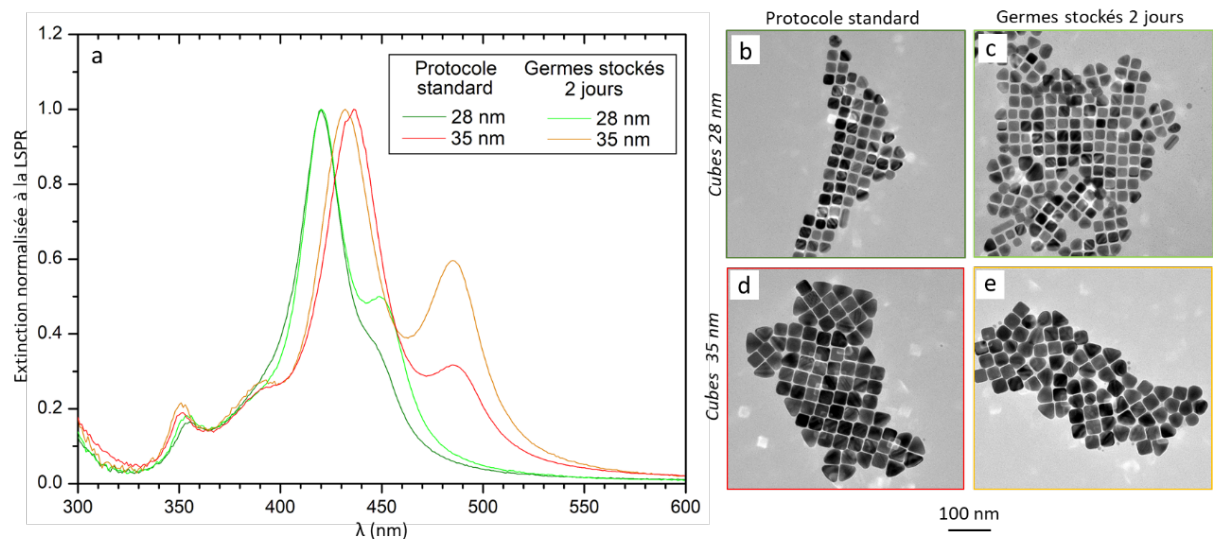 Protocole standard
Germes stockés 2 jours
a
Protocole standard
Germes stockés 2 jours
28 nm
28 nm
35 nm
35 nm
Extinction normalisée à la LSPR
1.2
1.0
0.8
0.6
0.4
0.2
0.0
300
350
400
450
500
550
600
λ (nm)
Cubes 28 nm
b
c
Cubes 35 nm
d
e
100 nm